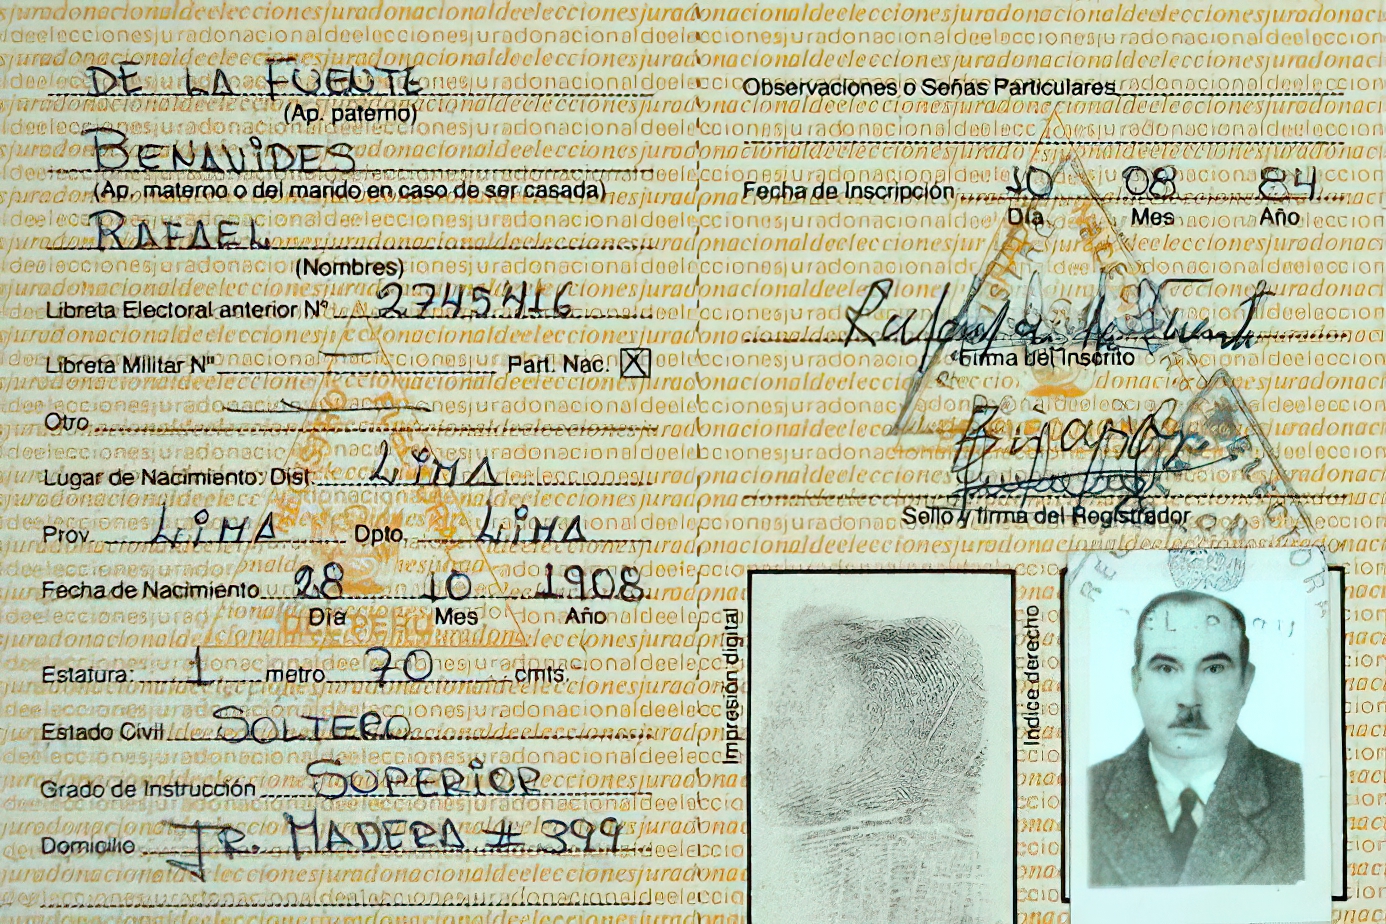 DE LA FUENTE
(Ap. paterno)
BENAViDES
(Ap. materno o del marido en caso de ser casada)
RAFAEL
(Nombres)
Libreta Electoral anterior Nº 2745416
Libreta Militar Nº — Part. Nac. X
Otro —
Lugar de Nacimiento: Dist. LiMA
Prov. LiMA Dpto. LiMA
Fecha de Nacimiento 28 10 1908
Día Mes Año
Estatura: 1 metro 70 cmts.
Estado Civil SOLTERO
Grado de Instrucción SUPERiOR
Domicilio JR. MADERA # 399
Observaciones o Señas Particulares
Fecha de Inscripción 10 08 84
Día Mes Año
Rafael de la Fuente
Firma del Inscrito
Sello y firma del Registrador
Impresión digital
Indice derecho